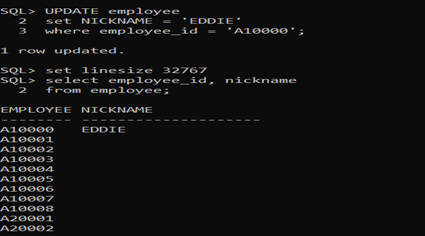 SQL> UPDATE employee
  2  set NICKNAME = 'EDDIE'
  3  where employee_id = 'A10000';
1 row updated.
SQL> set linesize 32767
SQL> select employee_id, nickname
  2  from employee;
EMPLOYEE NICKNAME
-------- --------------------
A10000   EDDIE
A10001
A10002
A10003
A10004
A10005
A10006
A10007
A10008
A20001
A20002